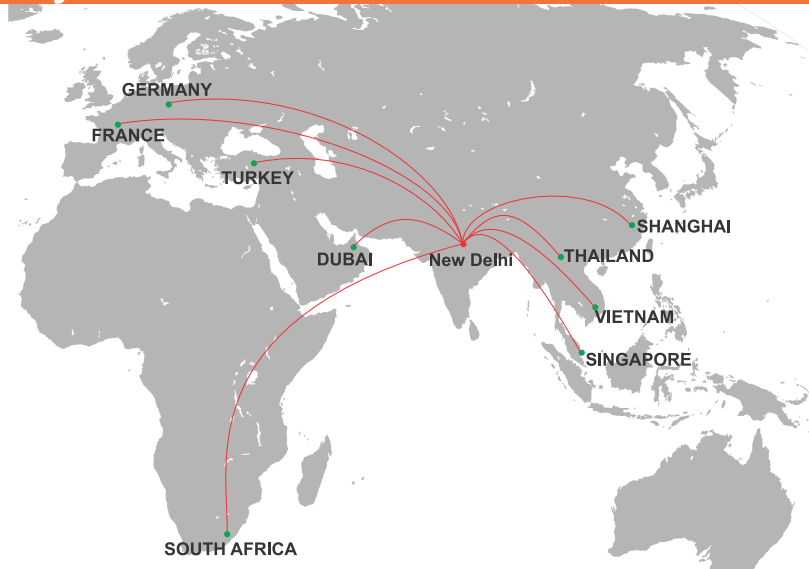 GERMANY
FRANCE
TURKEY
SHANGHAI
DUBAI
New Delhi
THAILAND
VIETNAM
SINGAPORE
SOUTH AFRICA